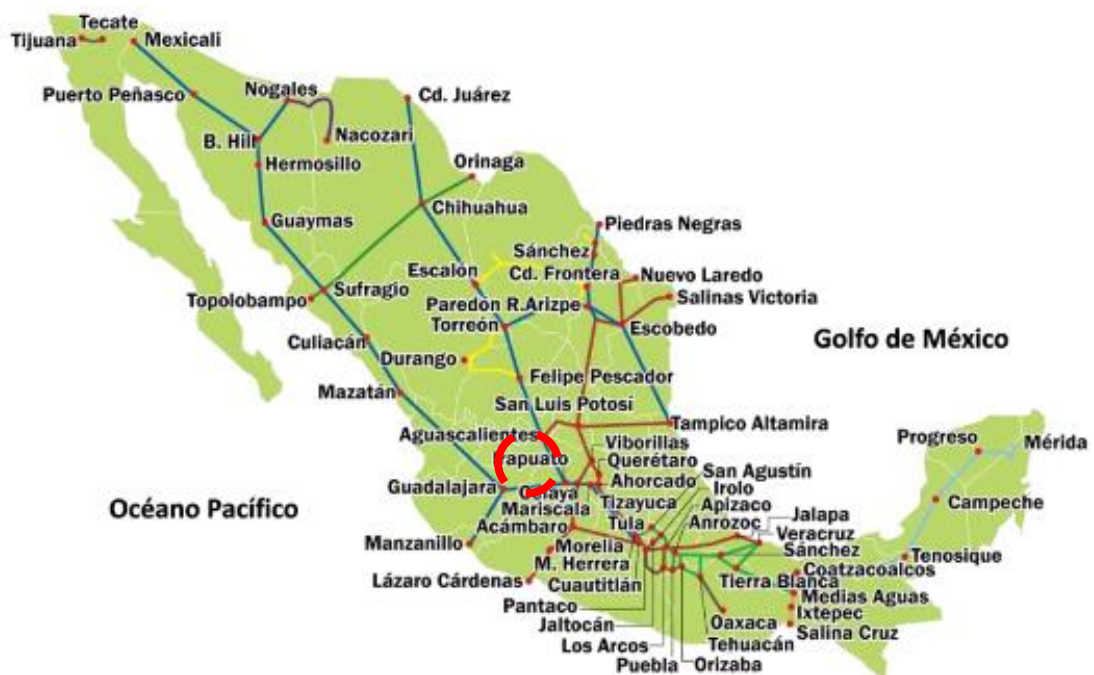 Tecate
Tijuana
Mexicali
Puerto Peñasco
Nogales
Cd. Juárez
B. Hill
Nacozari
Hermosillo
Orinaga
Guaymas
Chihuahua
Piedras Negras
Sánchez
Escalón
Cd. Frontera
Nuevo Laredo
Topolobampo
Sufragio
Paredón R.Arizpe
Salinas Victoria
Torreón
Escobedo
Culiacán
Golfo de México
Durango
Felipe Pescador
Mazatán
San Luis Potosí
Tampico Altamira
Aguascalientes
Viborillas
Progreso
Mérida
Irapuato
Querétaro
San Agustín
Guadalajara
Celaya
Ahorcado
Irolo
Océano Pacífico
Mariscala
Tizayuca
Apizaco
Campeche
Acámbaro
Tula
Anrozoc
Jalapa
Veracruz
Manzanillo
Morelia
Sánchez
Tenosique
M. Herrera
Coatzacoalcos
Lázaro Cárdenas
Cuautitlán
Tierra Blanca
Medias Aguas
Pantaco
Ixtepec
Jaltocán
Oaxaca
Salina Cruz
Los Arcos
Tehuacán
Puebla
Orizaba